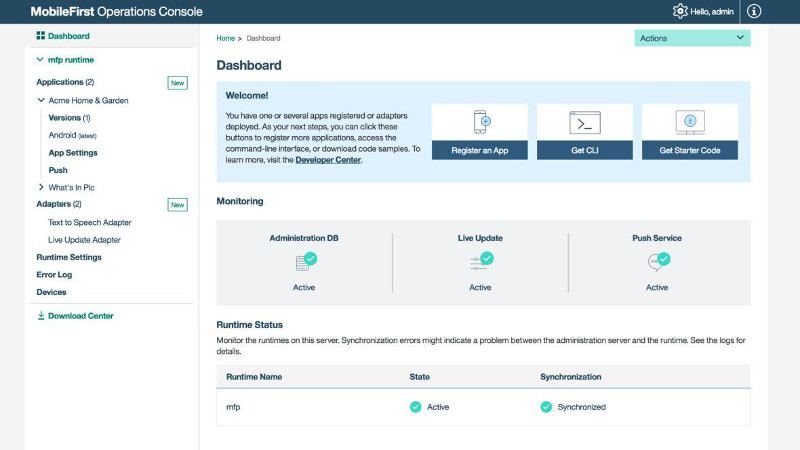 MobileFirst Operations Console
Hello, admin
Dashboard
mfp runtime
Applications (2)
New
Acme Home & Garden
Versions (1)
Android (latest)
App Settings
Push
What's In Pic
Adapters (2)
New
Text to Speech Adapter
Live Update Adapter
Runtime Settings
Error Log
Devices
Download Center
Home > Dashboard
Actions
Dashboard
Welcome!
You have one or several apps registered or adapters
deployed. As your next steps, you can click these
buttons to register more applications, access the
command-line interface, or download code samples. To
learn more, visit the Developer Center.
Register an App
Get CLI
Get Starter Code
Monitoring
Administration DB
Live Update
Push Service
Active
Active
Active
Runtime Status
Monitor the runtimes on this server. Synchronization errors might indicate a problem between the administration server and the runtime. See the logs for
details.
Runtime Name
State
Synchronization
mfp
Active
Synchronized